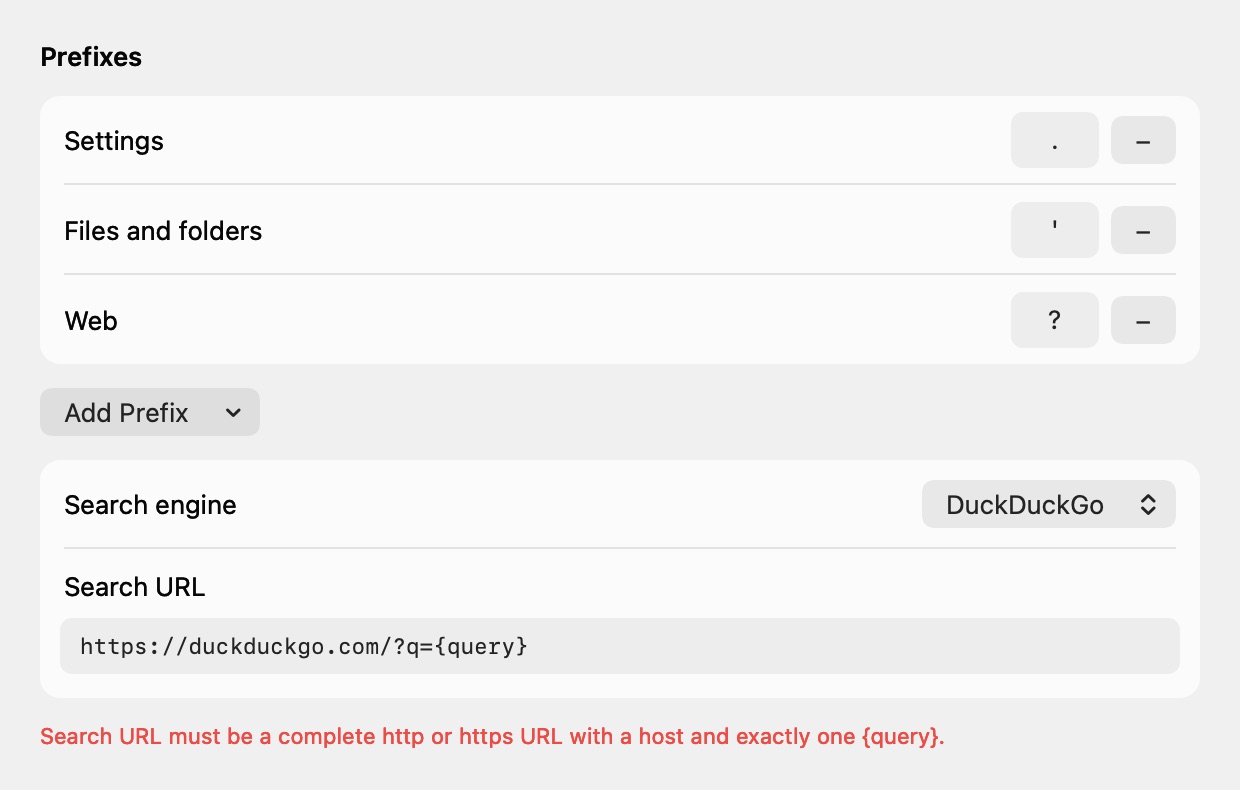 Prefixes
Settings . –
Files and folders ' –
Web ? –
Add Prefix
Search engine DuckDuckGo
Search URL
https://duckduckgo.com/?q={query}
Search URL must be a complete http or https URL with a host and exactly one {query}.